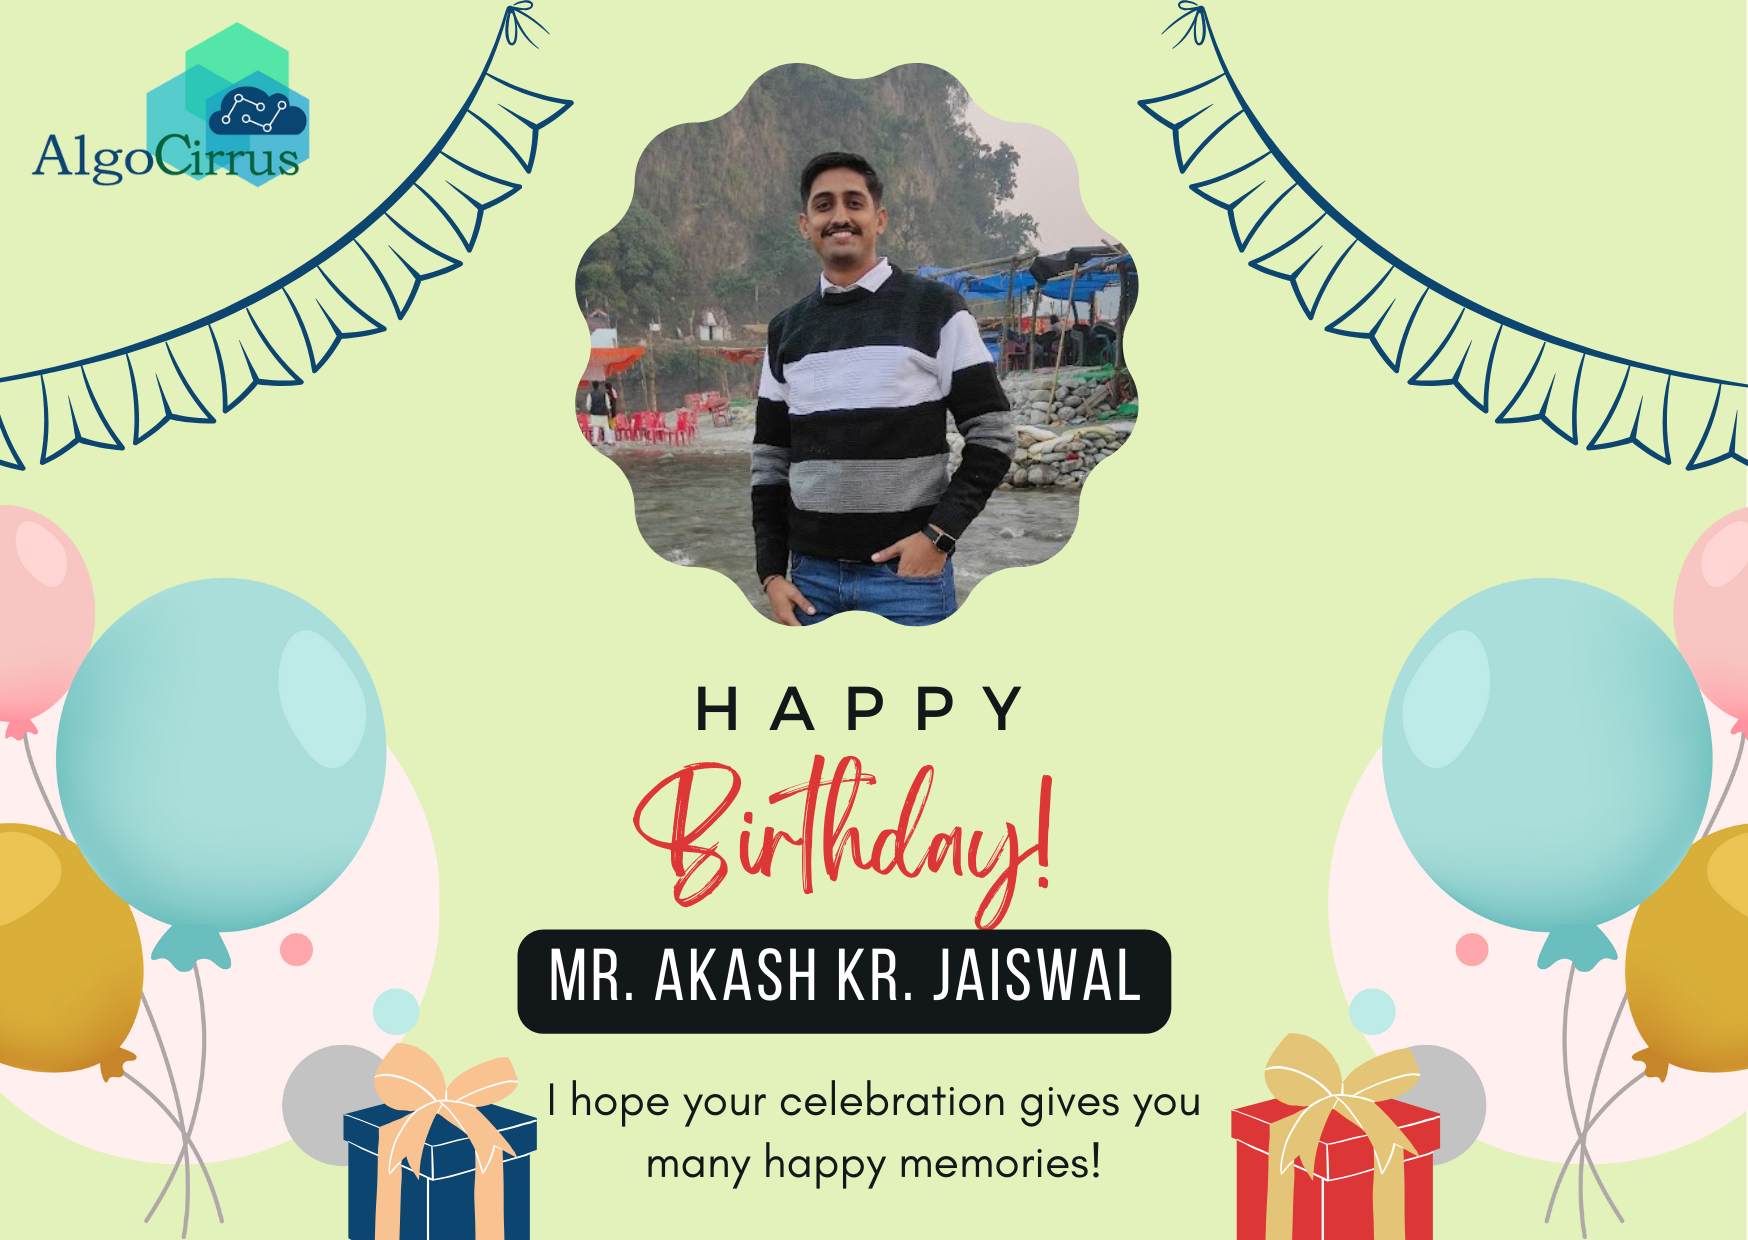 AlgoCirrus
HAPPY
Birthday!
MR. AKASH KR. JAISWAL
I hope your celebration gives you
many happy memories!